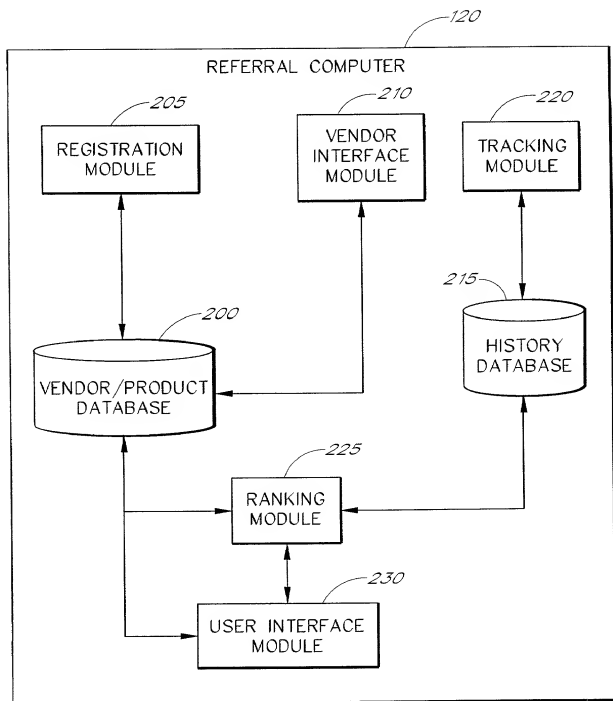 120
REFERRAL COMPUTER
205
REGISTRATION
MODULE
210
VENDOR
INTERFACE
MODULE
220
TRACKING
MODULE
200
VENDOR/PRODUCT
DATABASE
215
HISTORY
DATABASE
225
RANKING
MODULE
230
USER INTERFACE
MODULE